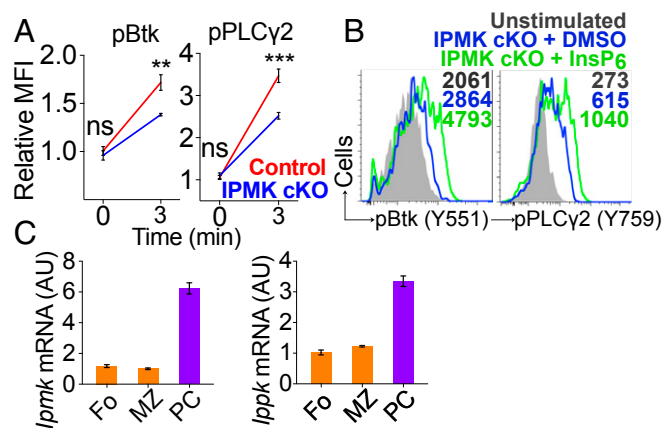 A
pBtk
pPLCγ2
Relative MFI
2.0
1.5
1.0
**
ns
0
3
5
4
3
2
1
***
ns
Control
IPMK cKO
0
3
Time (min)
B
Unstimulated
IPMK cKO + DMSO
IPMK cKO + InsP6
2061
2864
4793
273
615
1040
Cells
pBtk (Y551)
pPLCγ2 (Y759)
C
Ipmk mRNA (AU)
8
6
4
2
0
Fo
MZ
PC
Ippk mRNA (AU)
4
3
2
1
0
Fo
MZ
PC